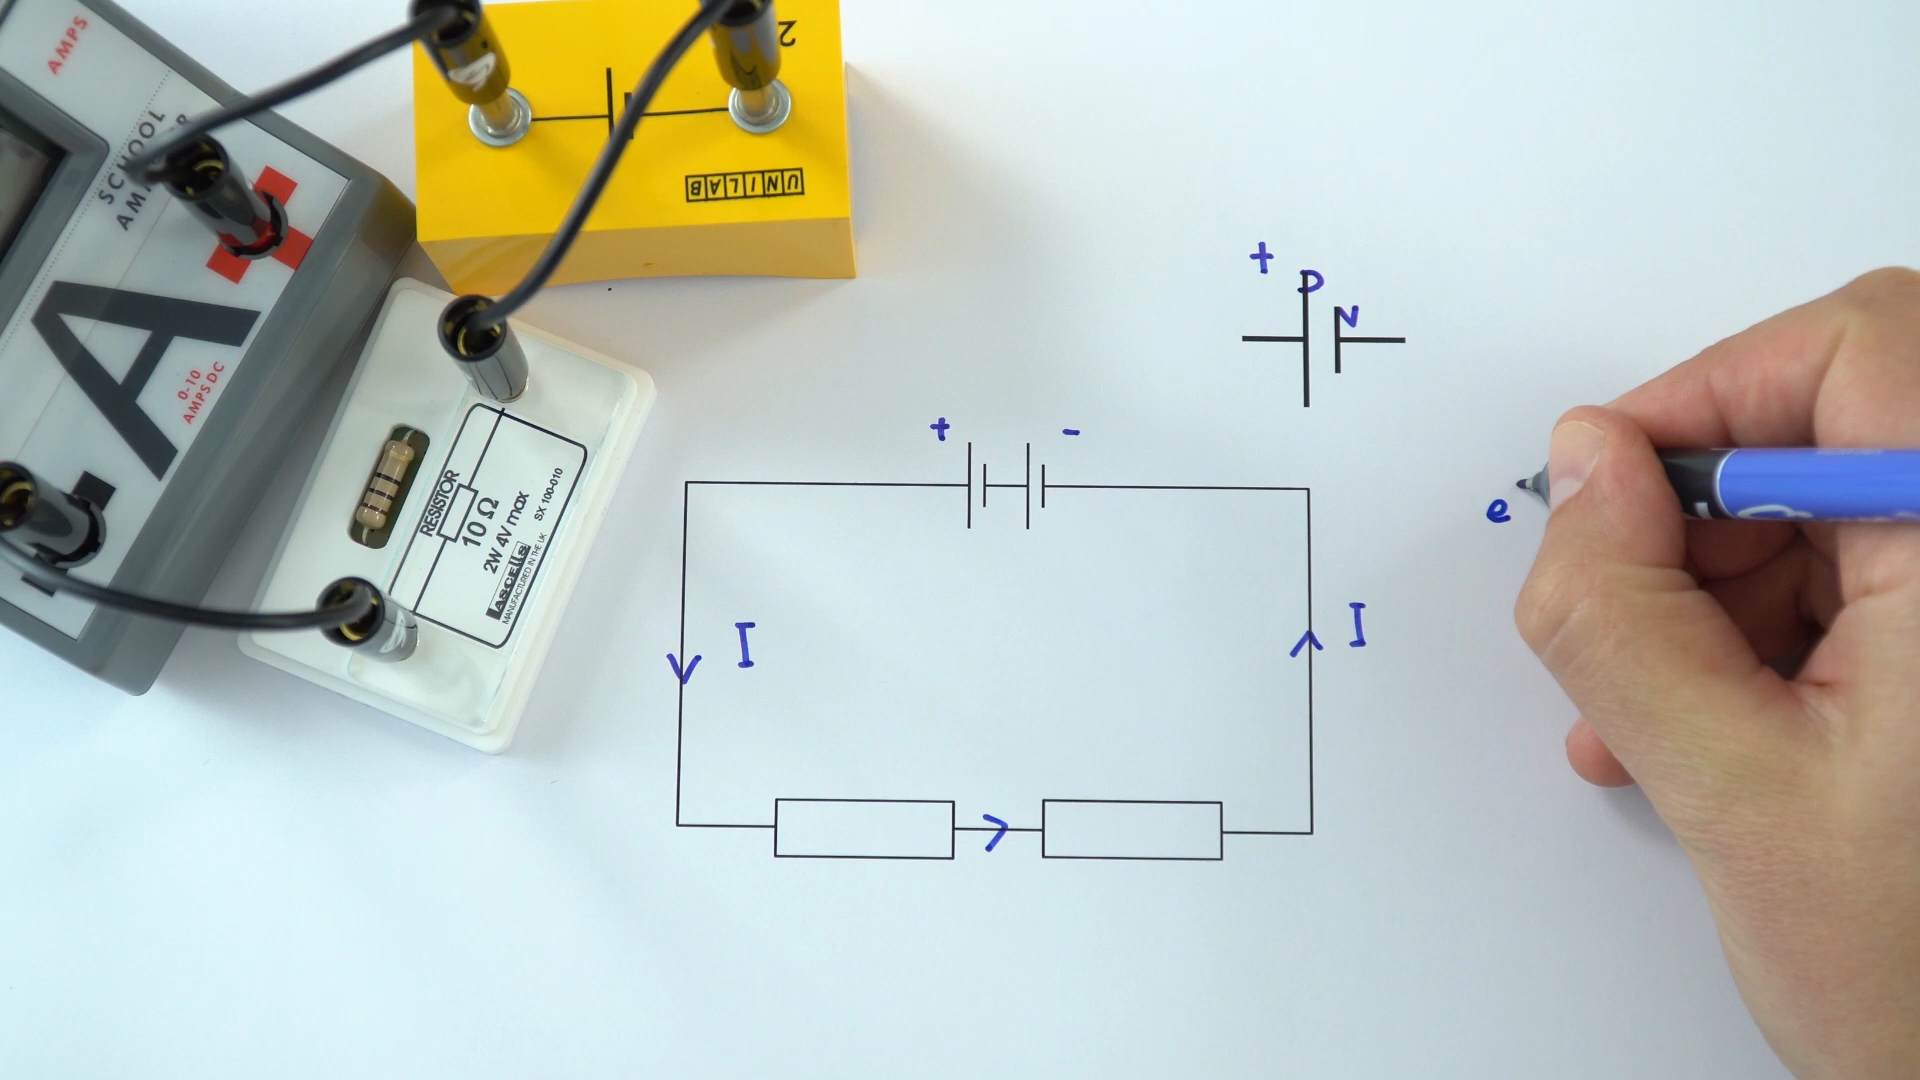 AMPS
SCHOOL
A
0-10
AMPS DC
2
UNILAB
RESISTOR
10 Ω
2W 4V max
SX 100-010
LASCELLS
MANUFACTURED IN THE UK
+
P
N
+ -
I
I
e